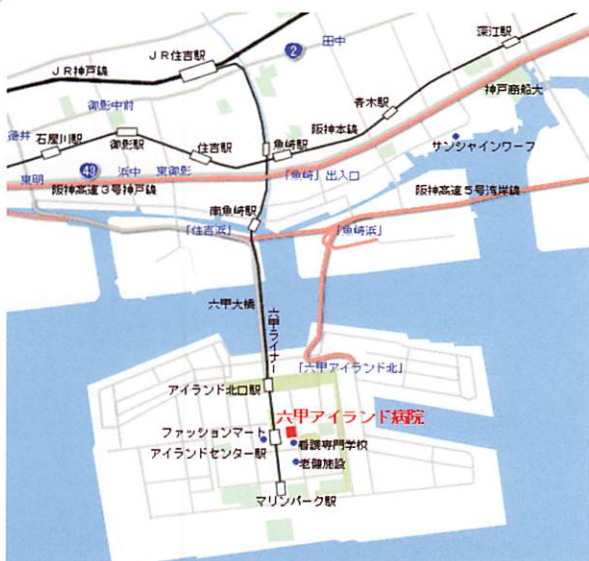 深江駅
JR住吉駅
2
田中
JR神戸線
神戸商船大
御影中前
青木駅
徳井
石屋川駅
御影駅
住吉駅
魚崎駅
阪神本線
サンシャインワーフ
43
東明
浜中
東御影
「魚崎」出入口
阪神高速3号神戸線
阪神高速5号湾岸線
南魚崎駅
「住吉浜」
「魚崎浜」
六甲大橋
六甲ライナー
「六甲アイランド北」
アイランド北口駅
六甲アイランド病院
ファッションマート
看護専門学校
アイランドセンター駅
老健施設
マリンパーク駅